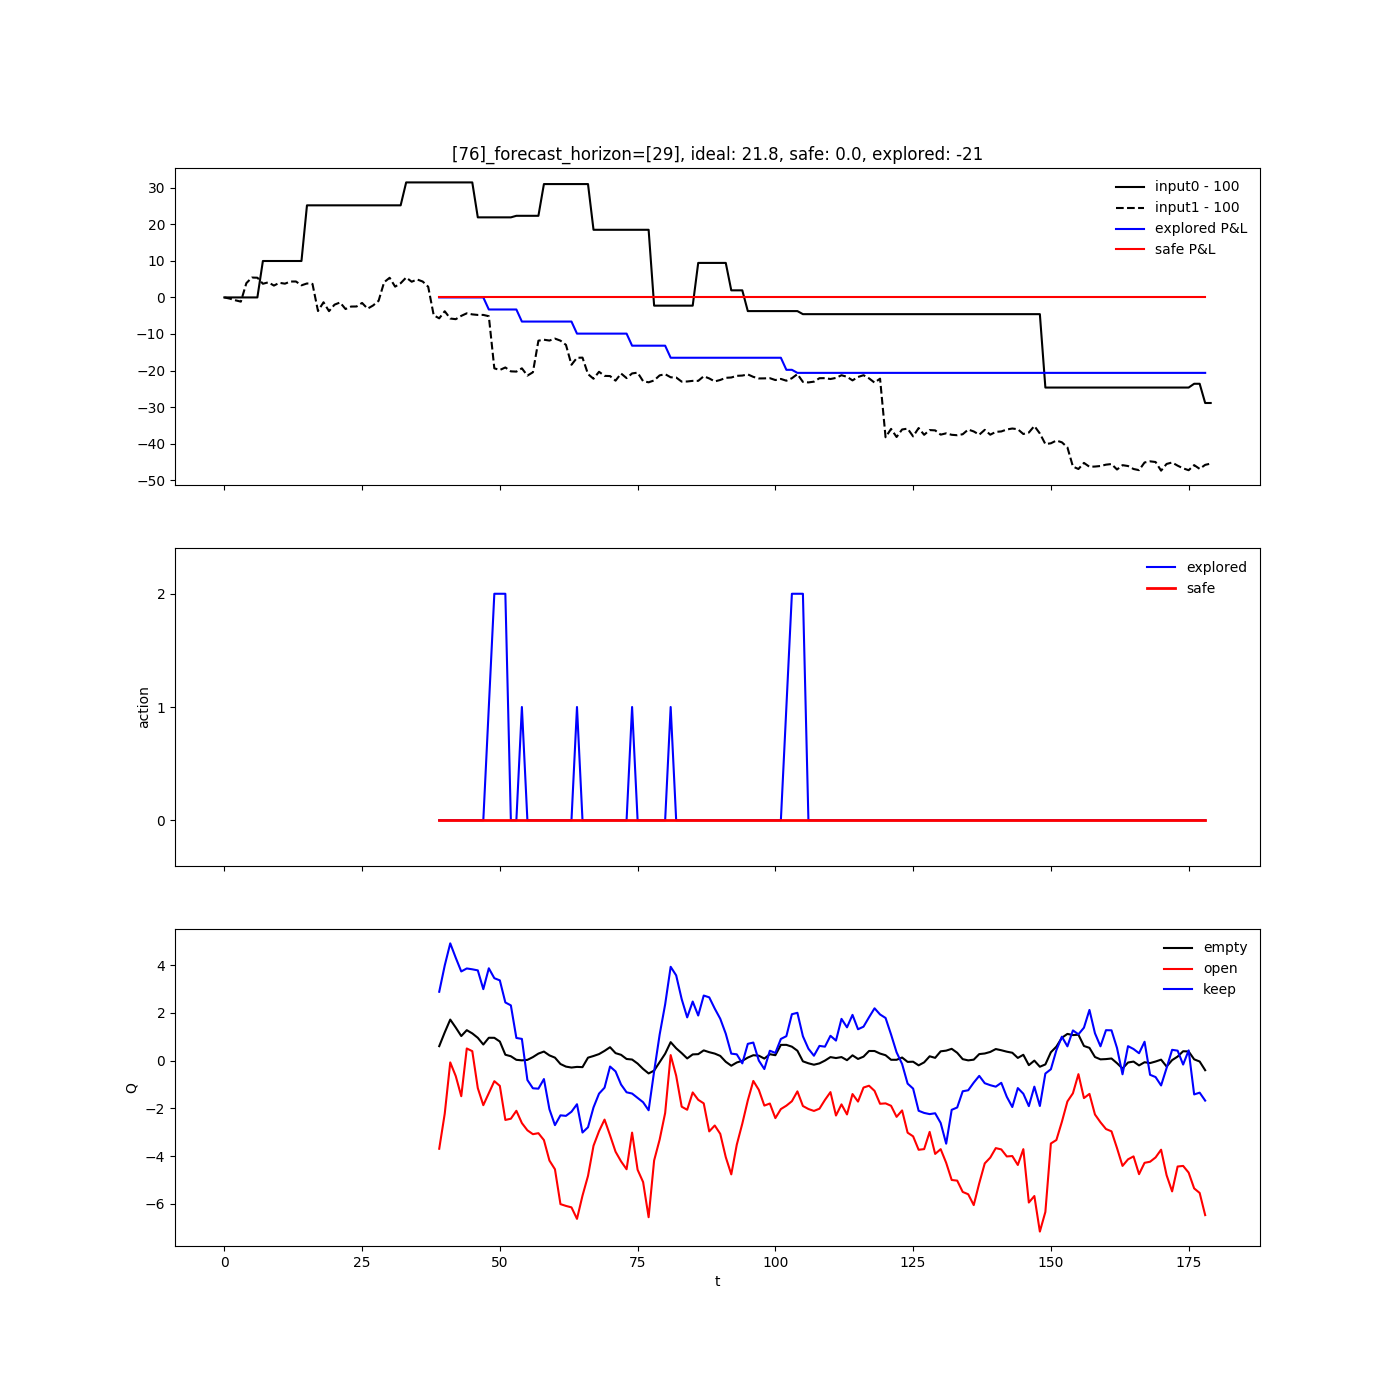 [76]_forecast_horizon=[29], ideal: 21.8, safe: 0.0, explored: -21
30
20
10
0
−10
−20
−30
−40
−50
input0 - 100
input1 - 100
explored P&L
safe P&L
action
2
1
0
explored
safe
Q
4
2
0
−2
−4
−6
empty
open
keep
0 25 50 75 100 125 150 175
t